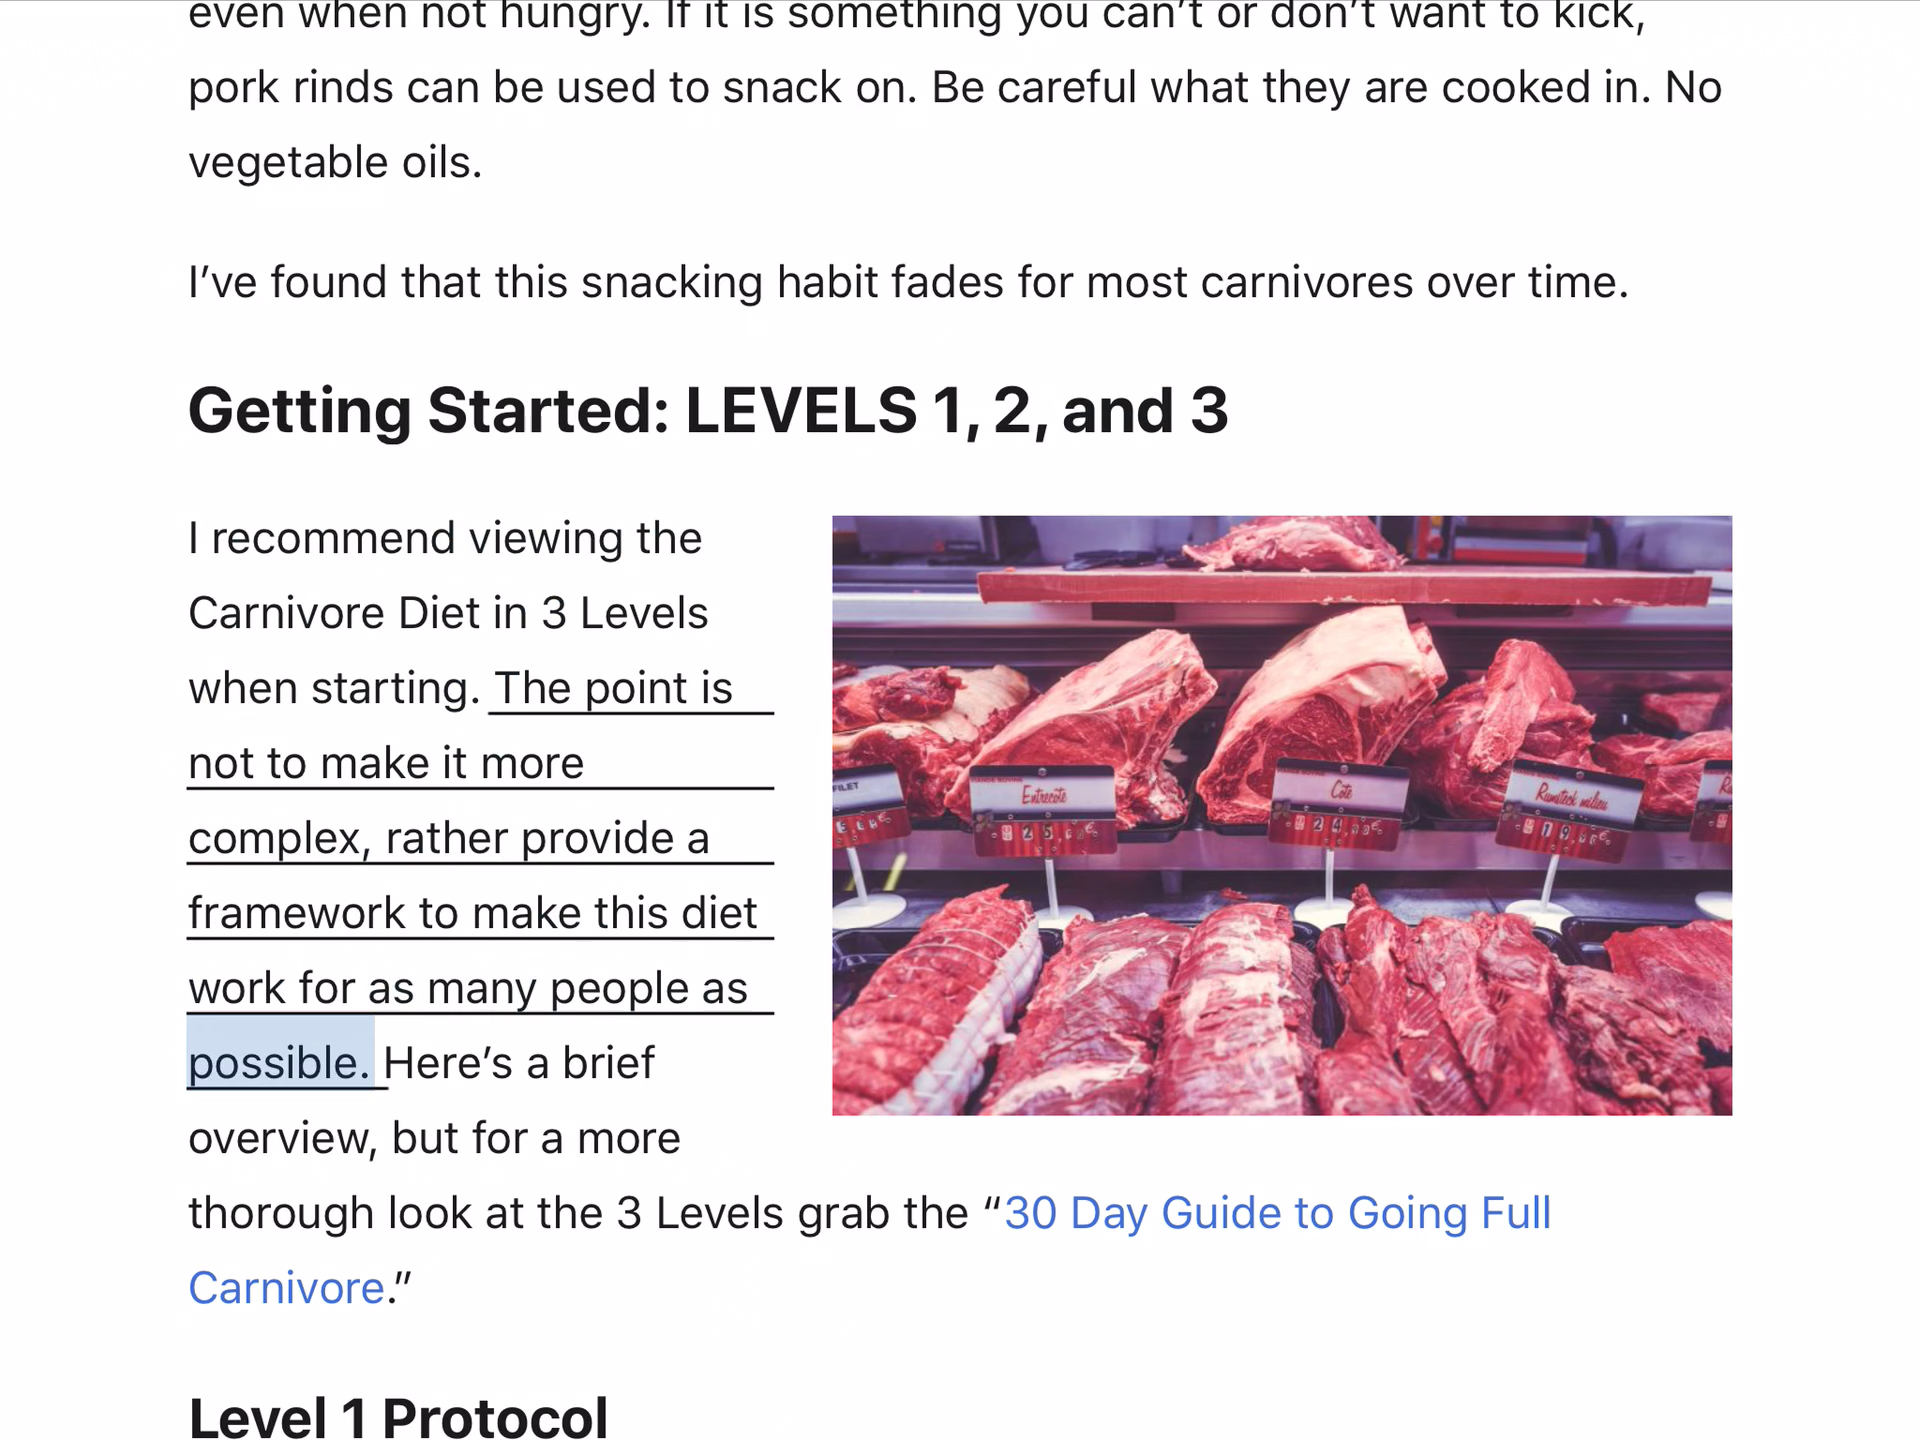 even when not hungry. If it is something you can’t or don’t want to kick,
pork rinds can be used to snack on. Be careful what they are cooked in. No
vegetable oils.
I’ve found that this snacking habit fades for most carnivores over time.
Getting Started: LEVELS 1, 2, and 3
I recommend viewing the
Carnivore Diet in 3 Levels
when starting. The point is
not to make it more
complex, rather provide a
framework to make this diet
work for as many people as
possible. Here’s a brief
overview, but for a more
thorough look at the 3 Levels grab the “30 Day Guide to Going Full
Carnivore.”
FILET
Entrecôte
Côte
Rumsteck milieu
Level 1 Protocol